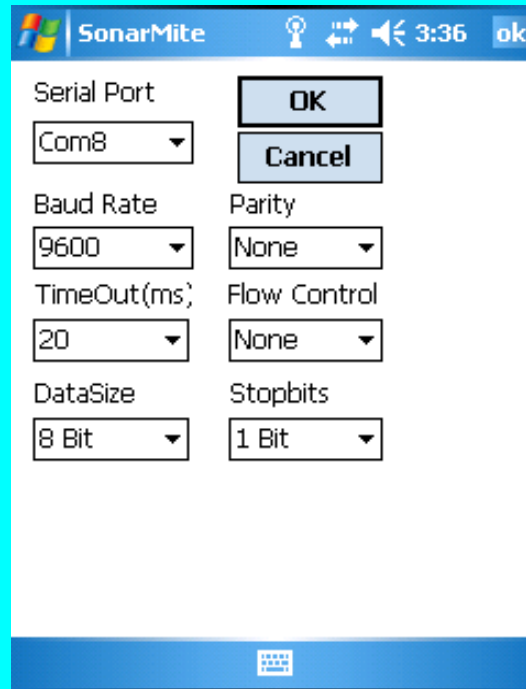 SonarMite 3:36 ok
Serial Port
OK
Com8
Cancel
Baud Rate Parity
9600 None
TimeOut(ms) Flow Control
20 None
DataSize Stopbits
8 Bit 1 Bit